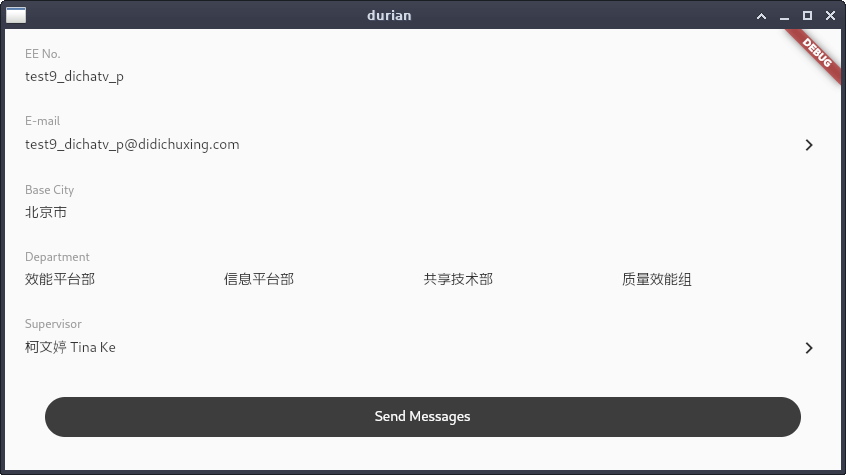 durian
DEBUG
EE No.
test9_dichatv_p
E-mail
test9_dichatv_p@didichuxing.com
Base City
北京市
Department
效能平台部 信息平台部 共享技术部 质量效能组
Supervisor
柯文婷 Tina Ke
Send Messages